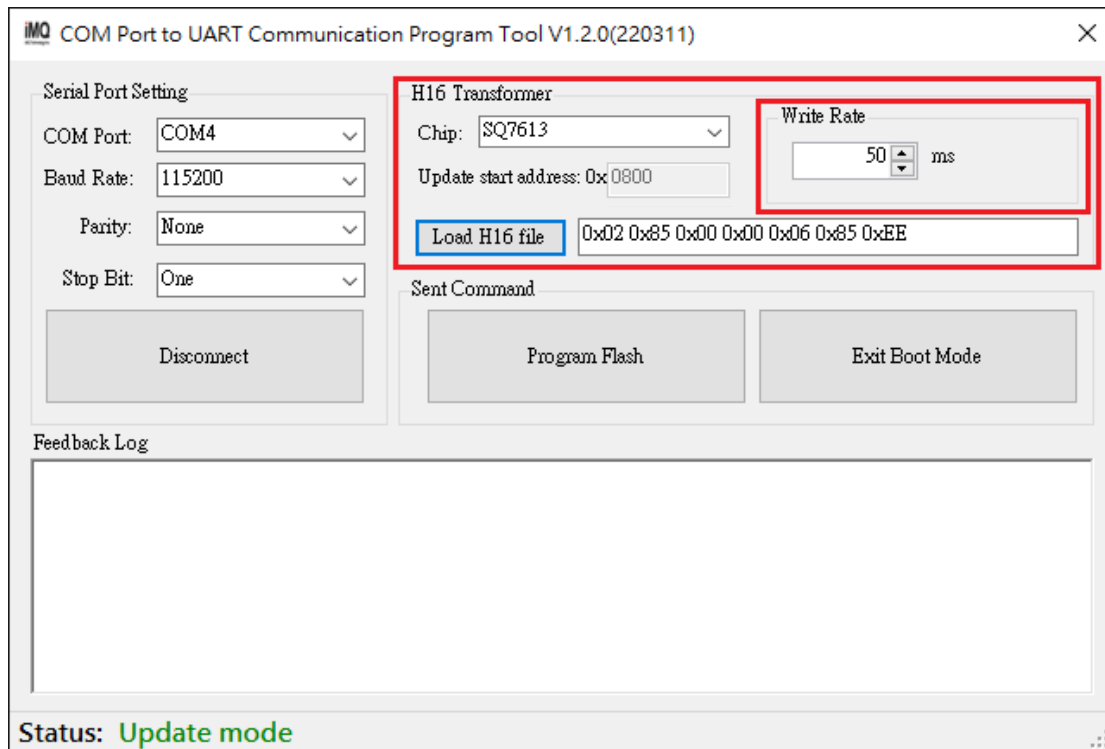 iMQ COM Port to UART Communication Program Tool V1.2.0(220311)
Serial Port Setting
COM Port: COM4
Baud Rate: 115200
Parity: None
Stop Bit: One
Disconnect
H16 Transformer
Chip: SQ7613
Update start address: 0x 0800
Write Rate
50 ms
Load H16 file 0x02 0x85 0x00 0x00 0x06 0x85 0xEE
Sent Command
Program Flash Exit Boot Mode
Feedback Log
Status: Update mode